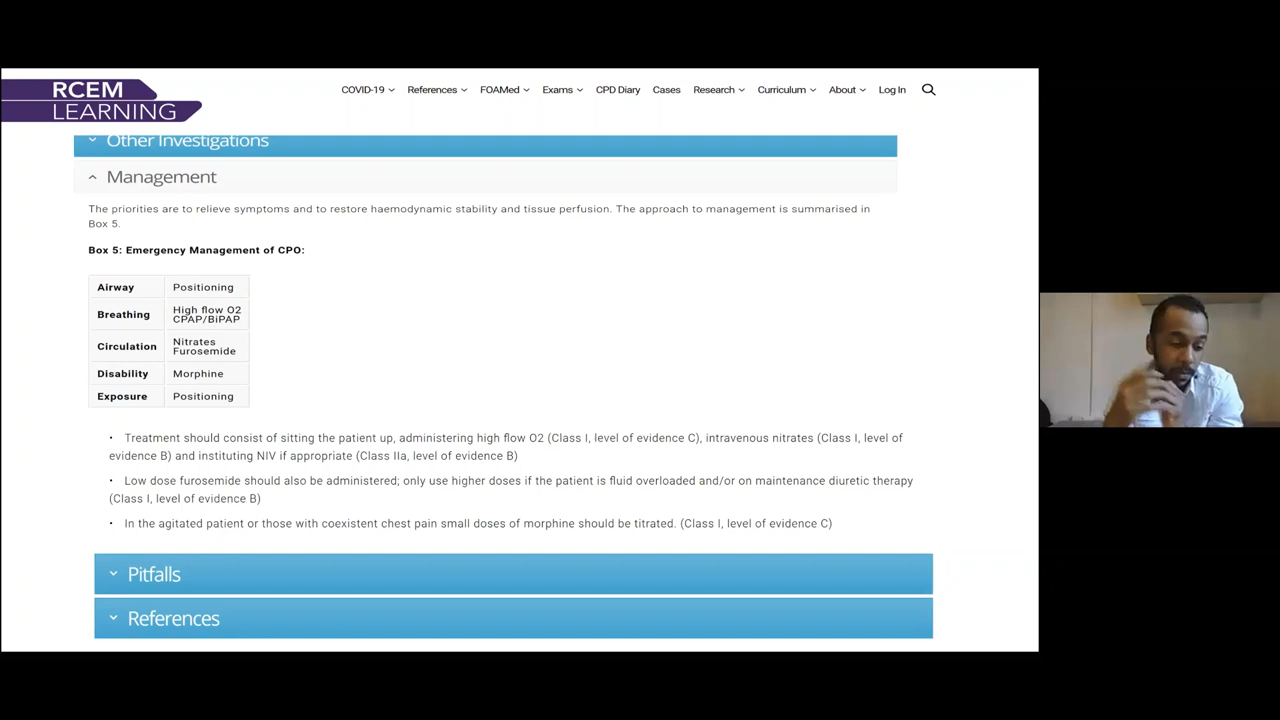 RCEM
LEARNING
COVID-19 References FOAMed Exams CPD Diary Cases Research Curriculum About Log In
Other Investigations
Management
The priorities are to relieve symptoms and to restore haemodynamic stability and tissue perfusion. The approach to management is summarised in
Box 5.
Box 5: Emergency Management of CPO:
Airway Positioning
Breathing High flow O2
CPAP/BiPAP
Circulation Nitrates
Furosemide
Disability Morphine
Exposure Positioning
• Treatment should consist of sitting the patient up, administering high flow O2 (Class I, level of evidence C), intravenous nitrates (Class I, level of
evidence B) and instituting NIV if appropriate (Class IIa, level of evidence B)
• Low dose furosemide should also be administered; only use higher doses if the patient is fluid overloaded and/or on maintenance diuretic therapy
(Class I, level of evidence B)
• In the agitated patient or those with coexistent chest pain small doses of morphine should be titrated. (Class I, level of evidence C)
Pitfalls
References